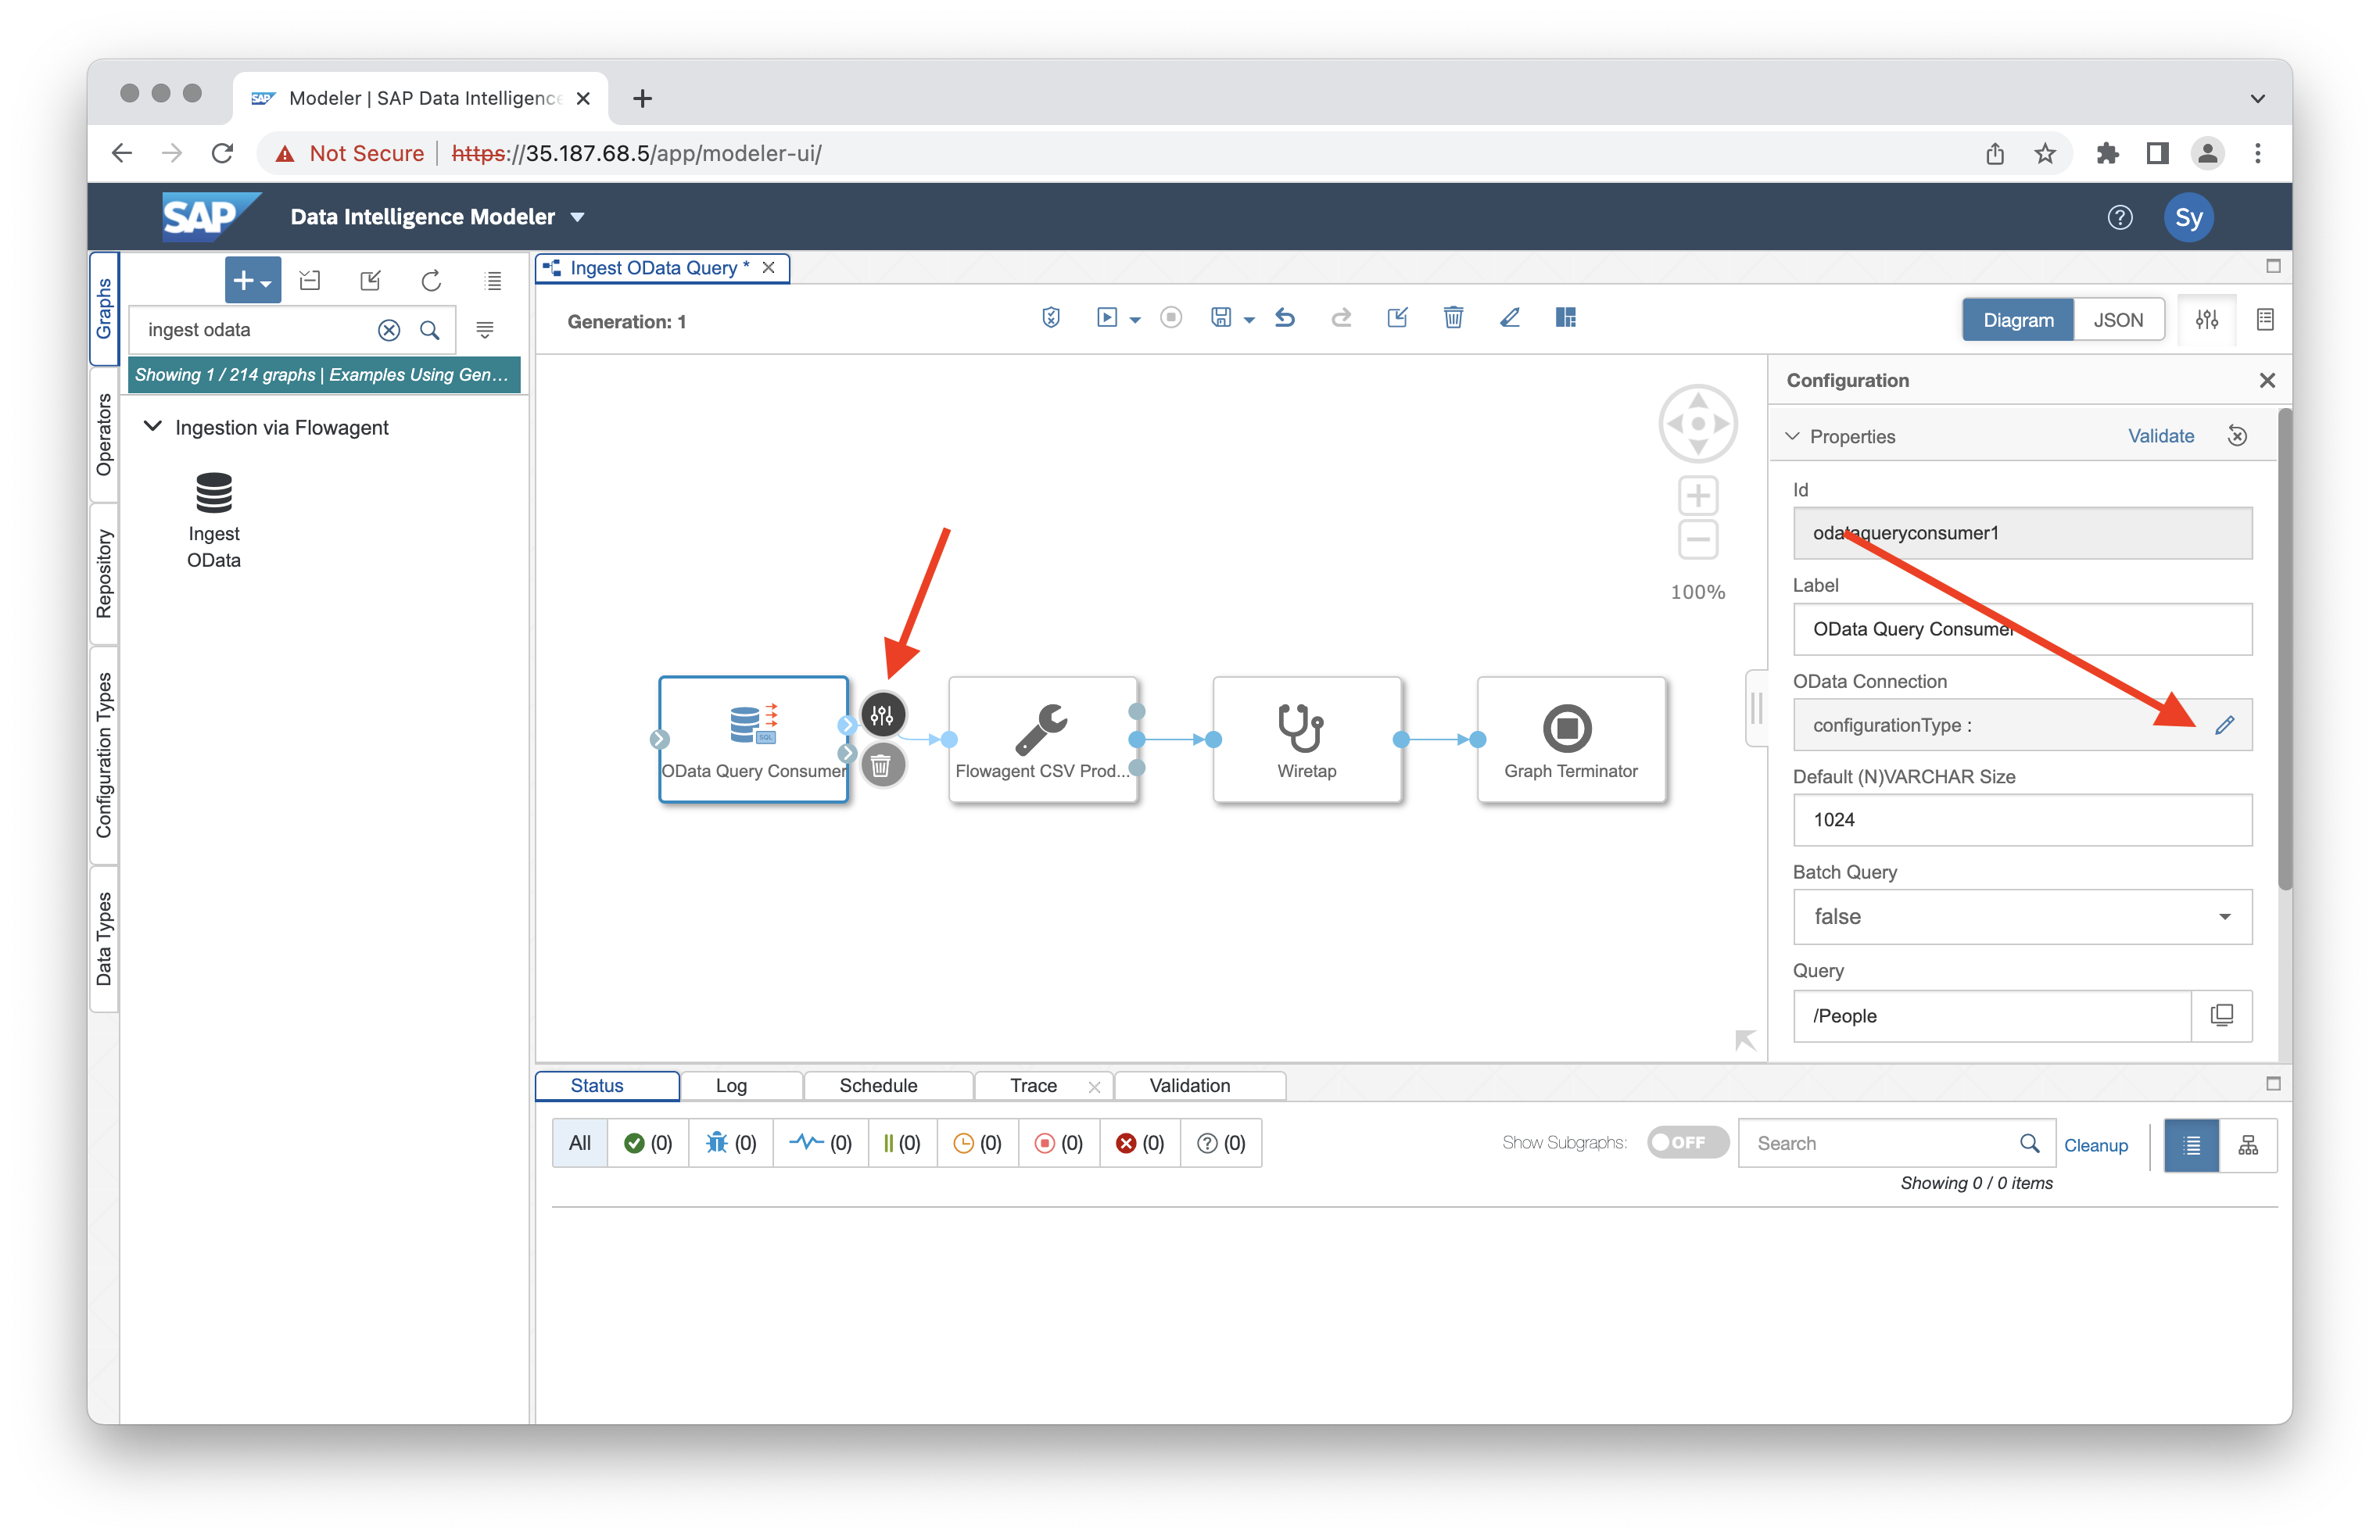 Modeler | SAP Data Intelligence
Not Secure
https://35.187.68.5/app/modeler-ui/
SAP
Data Intelligence Modeler
Sy
Graphs
Operators
Repository
Configuration Types
Data Types
ingest odata
Showing 1 / 214 graphs | Examples Using Gen…
Ingestion via Flowagent
Ingest
OData
Ingest OData Query *
Generation: 1
Diagram
JSON
100%
OData Query Consumer
SQL
Flowagent CSV Prod...
Wiretap
Graph Terminator
Configuration
Properties
Validate
Id
odataqueryconsumer1
Label
OData Query Consumer
OData Connection
configurationType :
Default (N)VARCHAR Size
1024
Batch Query
false
Query
/People
Status
Log
Schedule
Trace
Validation
All
(0)
(0)
(0)
(0)
(0)
(0)
(0)
(0)
Show Subgraphs:
OFF
Search
Cleanup
Showing 0 / 0 items